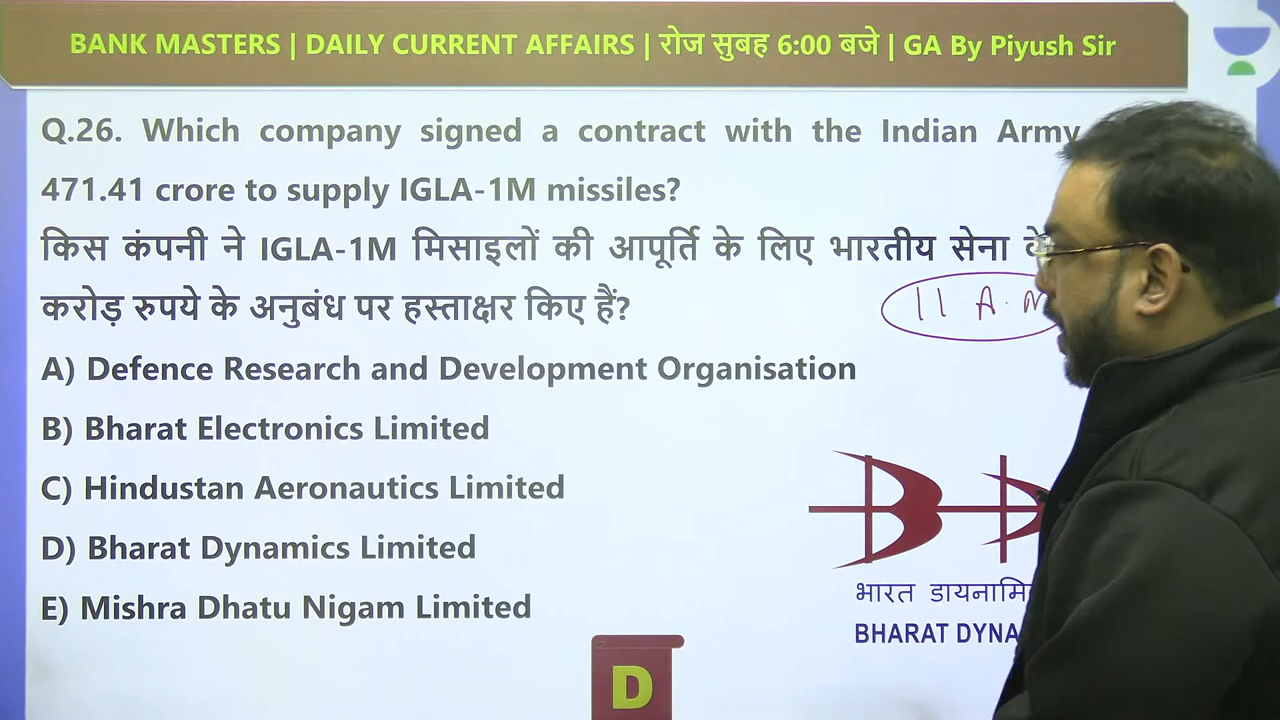 BANK MASTERS | DAILY CURRENT AFFAIRS | रोज सुबह 6:00 बजे | GA By Piyush Sir
Q.26. Which company signed a contract with the Indian Army
471.41 crore to supply IGLA-1M missiles?
किस कंपनी ने IGLA-1M मिसाइलों की आपूर्ति के लिए भारतीय सेना
करोड़ रुपये के अनुबंध पर हस्ताक्षर किए हैं?
11 A.M
A) Defence Research and Development Organisation
B) Bharat Electronics Limited
C) Hindustan Aeronautics Limited
D) Bharat Dynamics Limited
E) Mishra Dhatu Nigam Limited
भारत
BHARAT
D